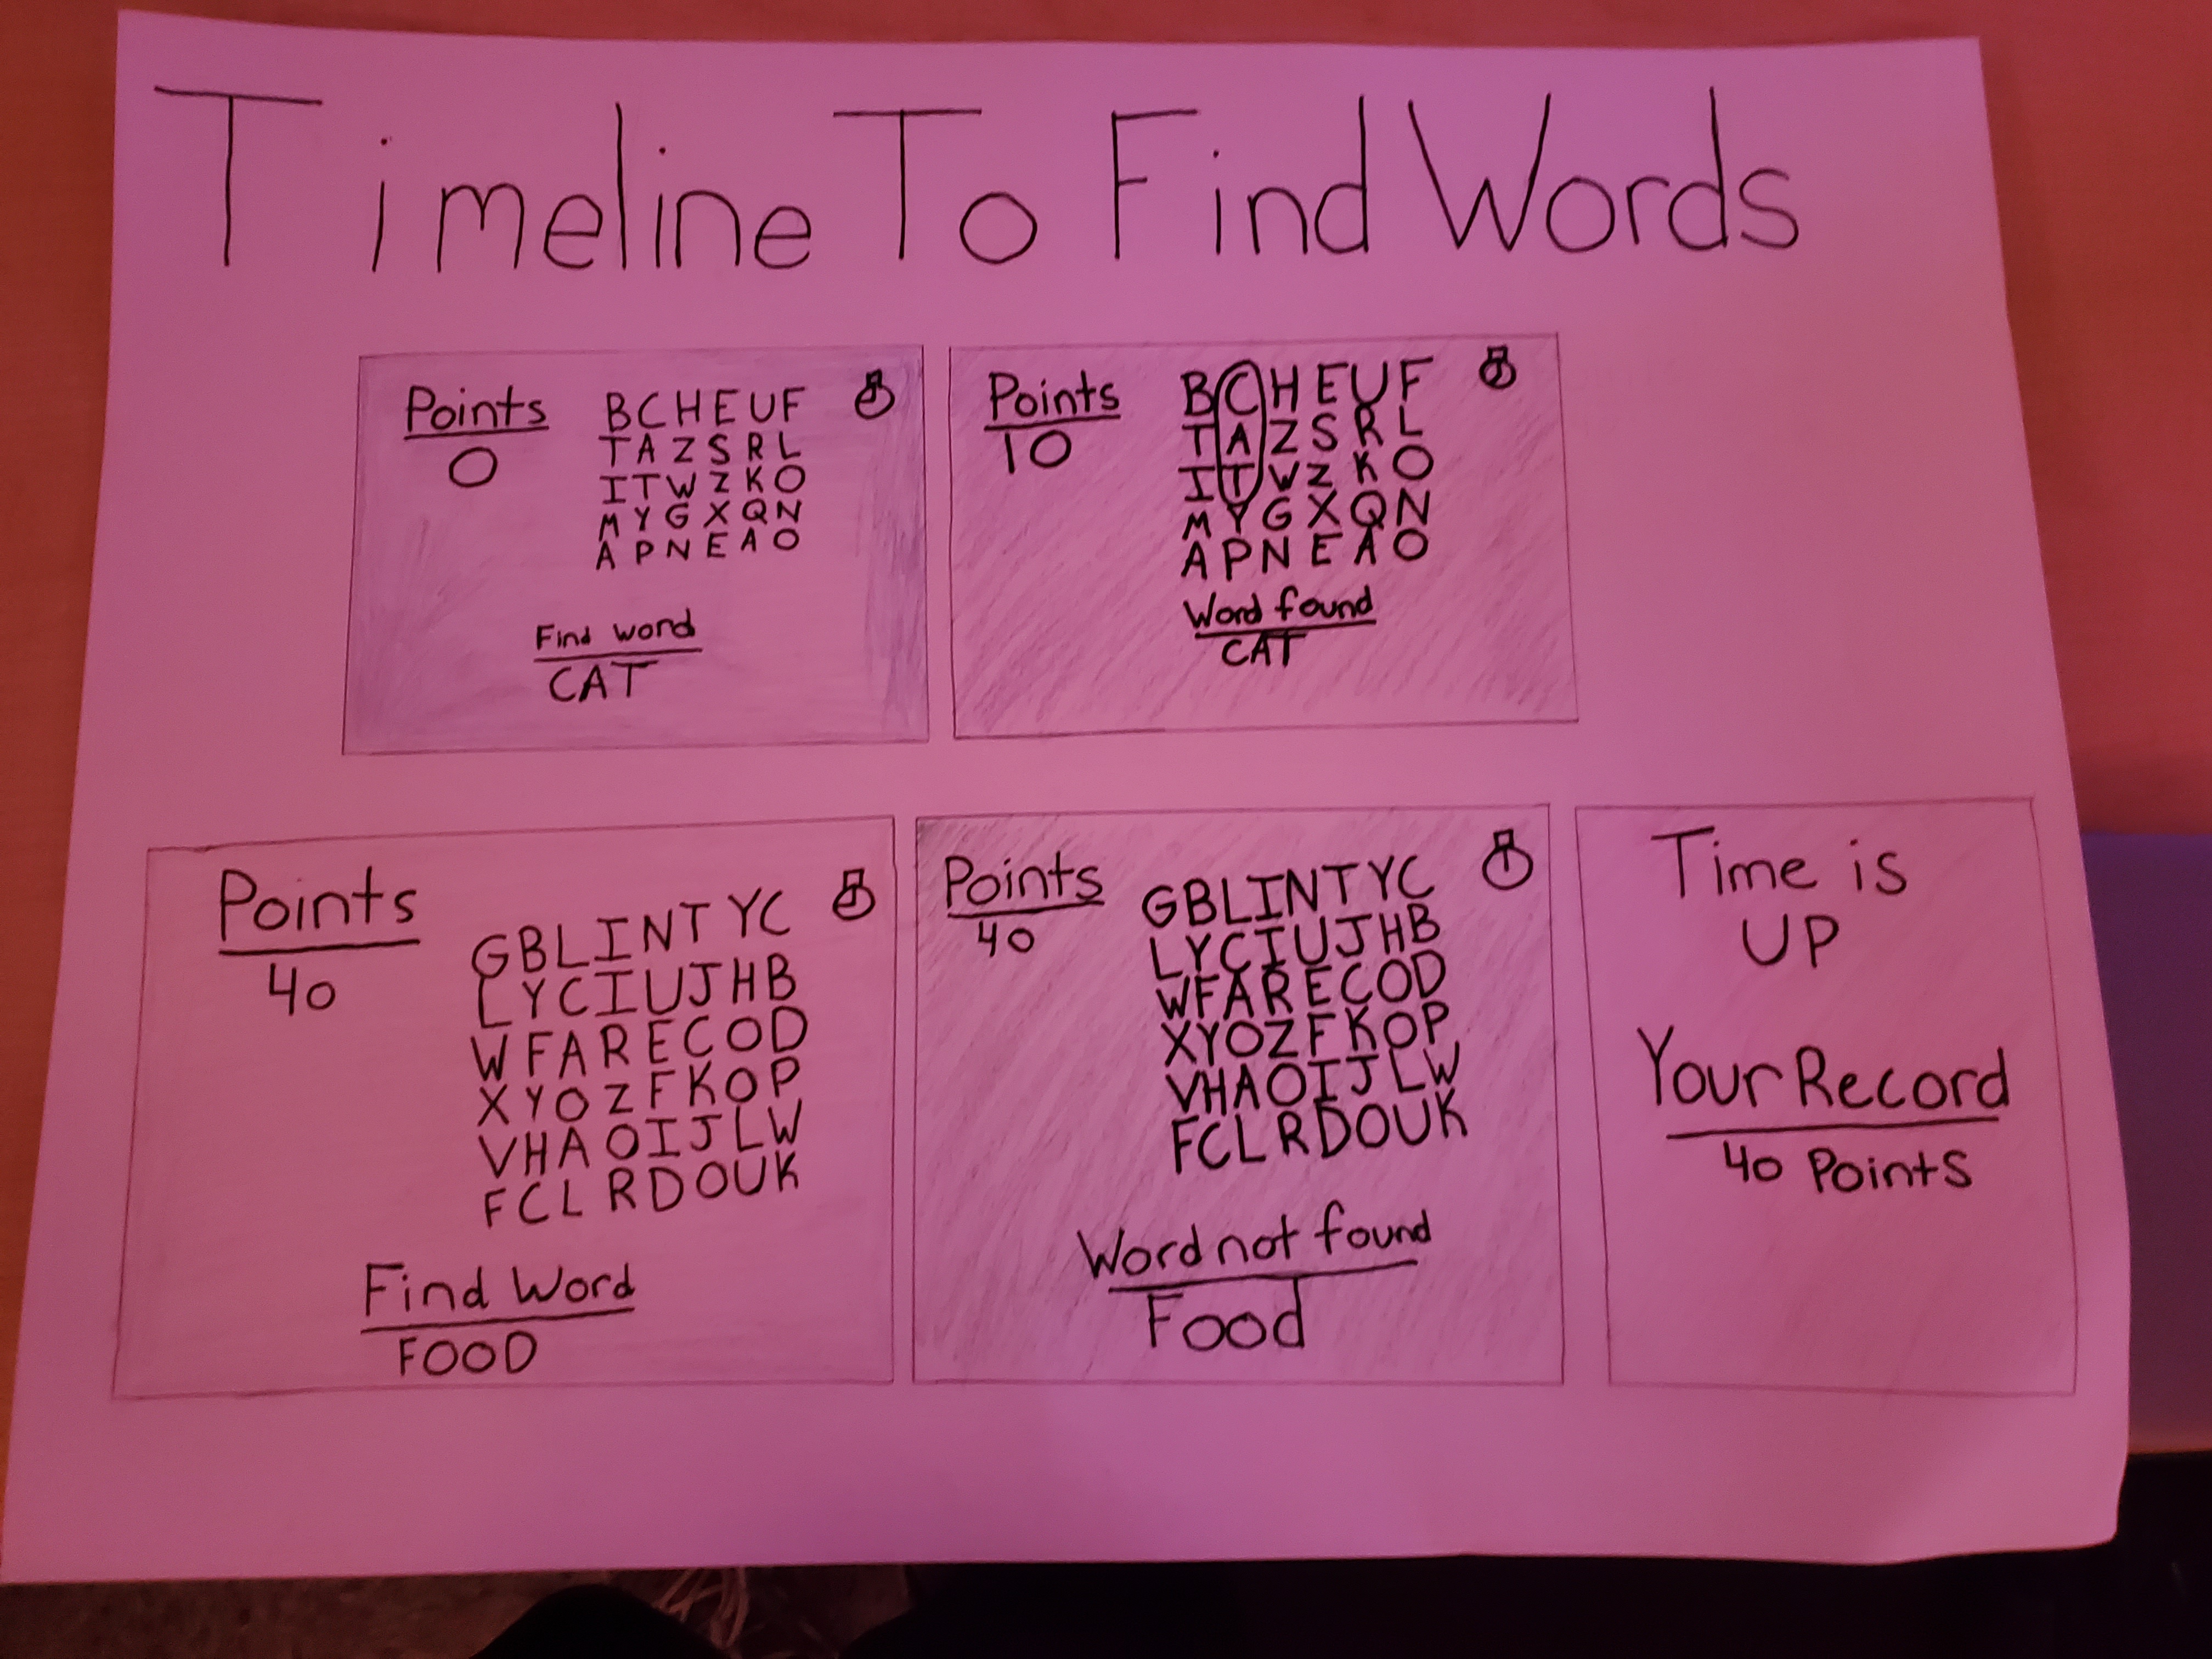 Timeline To Find Words
Points
0
BCHEUF
TAZSRL
ITWZKO
MYGXQN
APNEAO
Find word
CAT
Points
10
BCHEUF
TAZSRL
ITWZKO
MYGXQN
APNEAO
Word found
CAT
Points
40
GBLINTYC
LYCIUJHB
WFARECOD
XYOZFKOP
VHAOIJLW
FCLRDOUK
Find Word
FOOD
Points
40
GBLINTYC
LYCIUJHB
WFARECOD
XYOZFKOP
VHAOIJLW
FCLRDOUK
Word not found
Food
Time is
UP
Your Record
40 Points